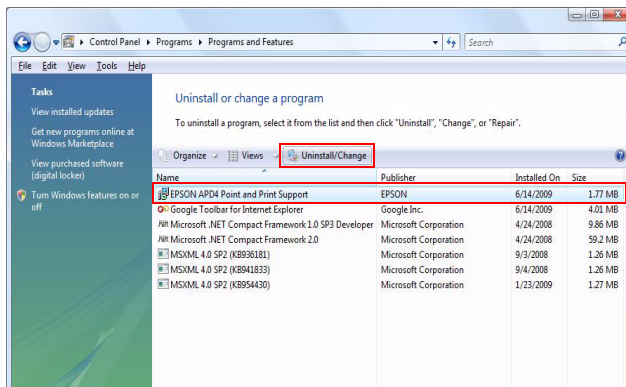 Control Panel Programs Programs and Features Search
File Edit View Tools Help
Tasks
View installed updates
Get new programs online at
Windows Marketplace
View purchased software
(digital locker)
Turn Windows features on or
off
Uninstall or change a program
To uninstall a program, select it from the list and then click "Uninstall", "Change", or "Repair".
Organize Views Uninstall/Change
Name Publisher Installed On Size
EPSON APD4 Point and Print Support EPSON 6/14/2009 1.77 MB
Google Toolbar for Internet Explorer Google Inc. 6/14/2009 4.01 MB
Microsoft .NET Compact Framework 1.0 SP3 Developer Microsoft Corporation 4/24/2008 9.86 MB
Microsoft .NET Compact Framework 2.0 Microsoft Corporation 4/24/2008 59.2 MB
MSXML 4.0 SP2 (KB936181) Microsoft Corporation 9/3/2008 1.26 MB
MSXML 4.0 SP2 (KB941833) Microsoft Corporation 9/4/2008 1.26 MB
MSXML 4.0 SP2 (KB954430) Microsoft Corporation 1/23/2009 1.27 MB